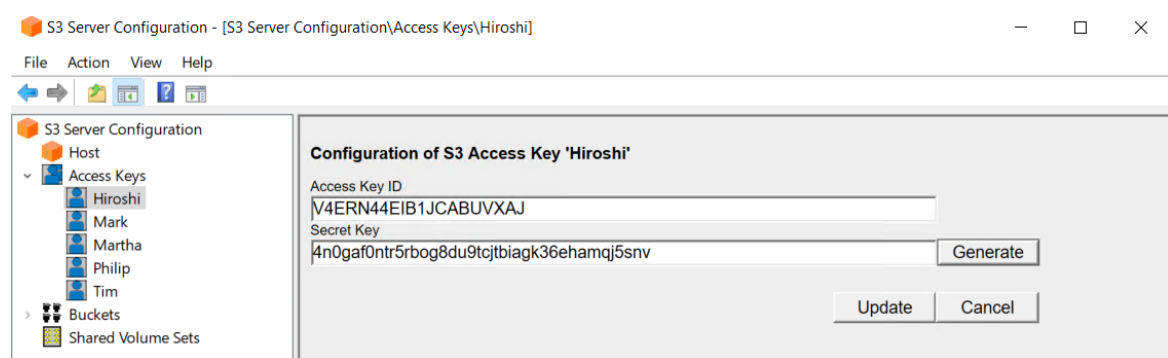 S3 Server Configuration - [S3 Server Configuration\Access Keys\Hiroshi]
File Action View Help
S3 Server Configuration
Host
Access Keys
Hiroshi
Mark
Martha
Philip
Tim
Buckets
Shared Volume Sets
Configuration of S3 Access Key 'Hiroshi'
Access Key ID
V4ERN44EIB1JCABUVXAJ
Secret Key
4n0gaf0ntr5rbog8du9tcjtbiagk36ehamqj5snv
Generate
Update Cancel